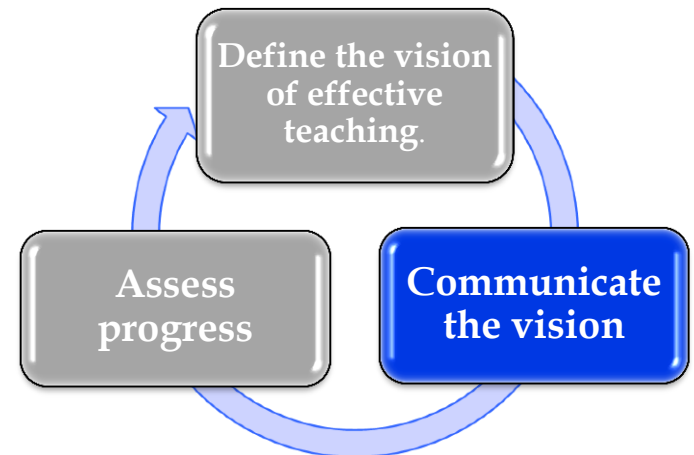 Define the vision
of effective
teaching.
Communicate
the vision
Assess
progress